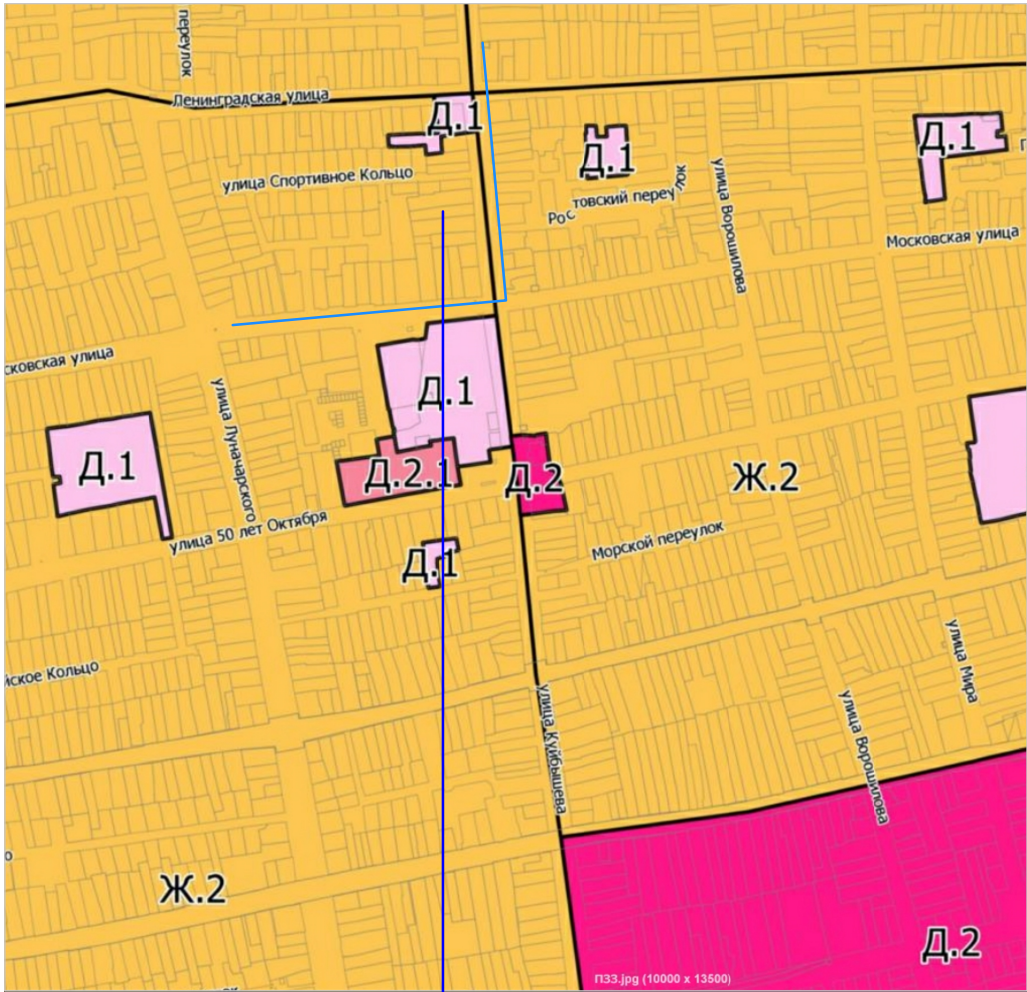 переулок
Ленинградская улица
Д.1
Д.1
Д.1
улица Спортивное Кольцо
Ростовский переулок
улица Ворошилова
Московская улица
сковская улица
Д.1
улица Луначарского
Д.1
Д.2.1
Д.2
Ж.2
улица 50 лет Октября
Морской переулок
Д.1
йское Кольцо
улица Мира
улица Куйбышева
улица Ворошилова
о
Ж.2
Д.2
ПЗЗ.jpg (10000 x 13500)